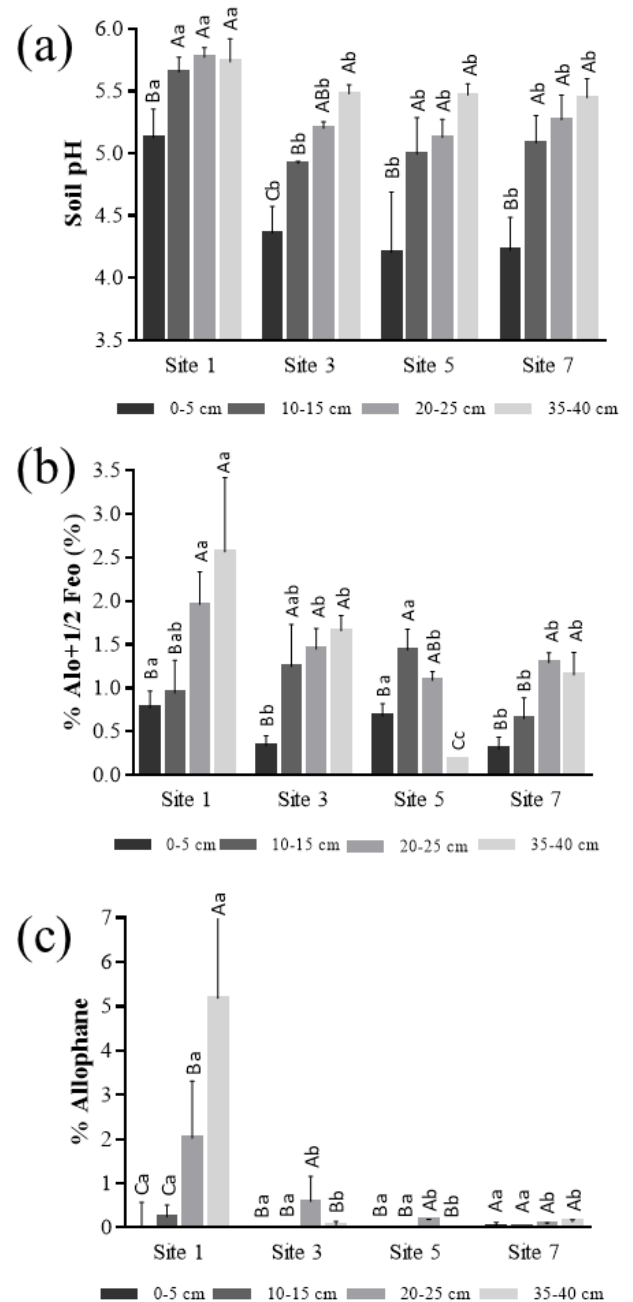 (a)
Soil pH
6.0
5.5
5.0
4.5
4.0
3.5
Ba Aa Aa Aa Cb Bb ABb Ab Bb Ab Ab Ab Bb Ab Ab Ab
Site 1 Site 3 Site 5 Site 7
0-5 cm 10-15 cm 20-25 cm 35-40 cm
(b)
% Alo+1/2 Feo (%)
3.5
3.0
2.5
2.0
1.5
1.0
0.5
0.0
Ba Bab Aa Aa Bb Aab Ab Ab Ba Aa ABb Cc Bb Bb Ab Ab
Site 1 Site 3 Site 5 Site 7
0-5 cm 10-15 cm 20-25 cm 35-40 cm
(c)
% Allophane
7
6
5
4
3
2
1
0
Ca Ca Ba Aa Ba Ba Ab Bb Ba Ba Ab Bb Aa Aa Ab Ab
Site 1 Site 3 Site 5 Site 7
0-5 cm 10-15 cm 20-25 cm 35-40 cm